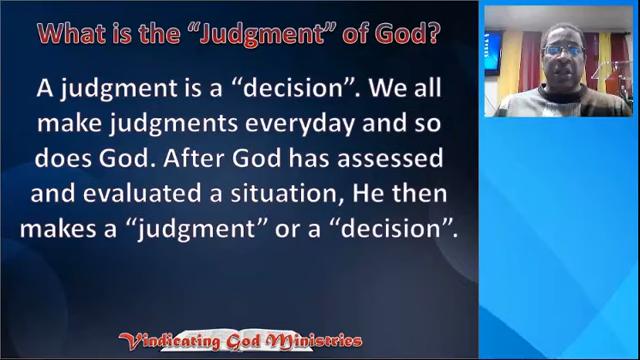 What is the “Judgment” of God?
A judgment is a “decision”. We all
make judgments everyday and so
does God. After God has assessed
and evaluated a situation, He then
makes a “judgment” or a “decision”.
Vindicating God Ministries